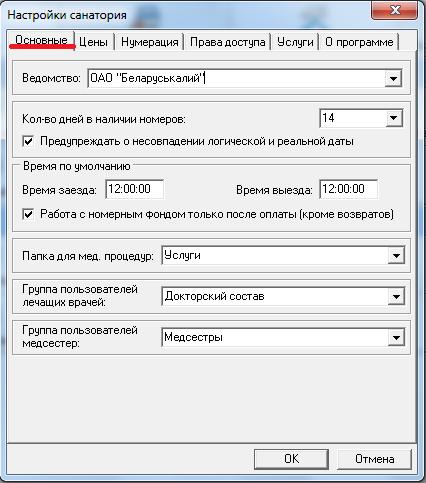 Настройки санатория
Основные Цены Нумерация Права доступа Услуги О программе
Ведомство: ОАО "Беларуськалий"
Кол-во дней в наличии номеров: 14
Предупреждать о несовпадении логической и реальной даты
Время по умолчанию
Время заезда: 12:00:00 Время выезда: 12:00:00
Работа с номерным фондом только после оплаты (кроме возвратов)
Папка для мед. процедур: Услуги
Группа пользователей
лечащих врачей: Докторский состав
Группа пользователей
медсестер: Медсестры
OK Отмена